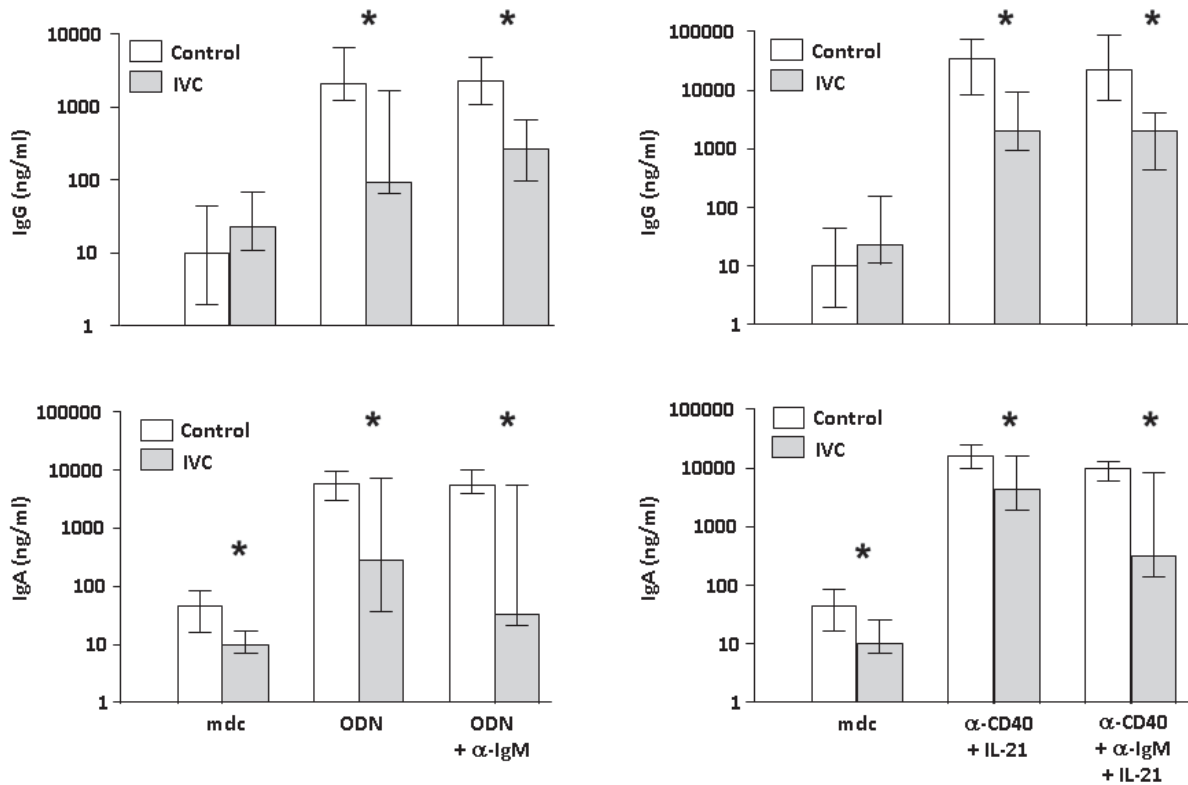 *
*
10000
1000
100
10
1
IgG (ng/ml)
Control
IVC
*
*
100000
10000
1000
100
10
1
IgG (ng/ml)
Control
IVC
*
*
*
100000
10000
1000
100
10
1
IgA (ng/ml)
Control
IVC
mdc
ODN
ODN
+ α-IgM
*
*
*
100000
10000
1000
100
10
1
IgA (ng/ml)
Control
IVC
mdc
α-CD40
+ IL-21
α-CD40
+ α-IgM
+ IL-21